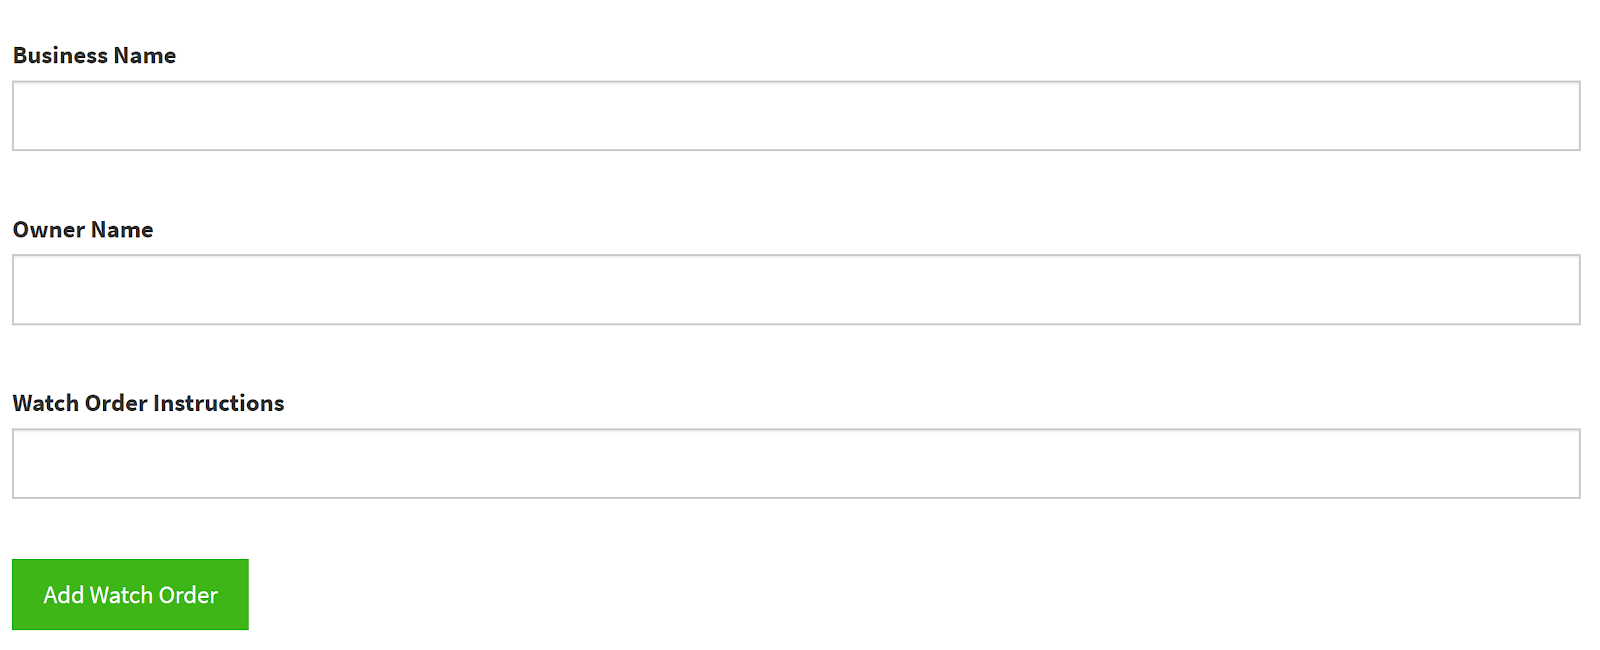 Business Name
Owner Name
Watch Order Instructions
Add Watch Order